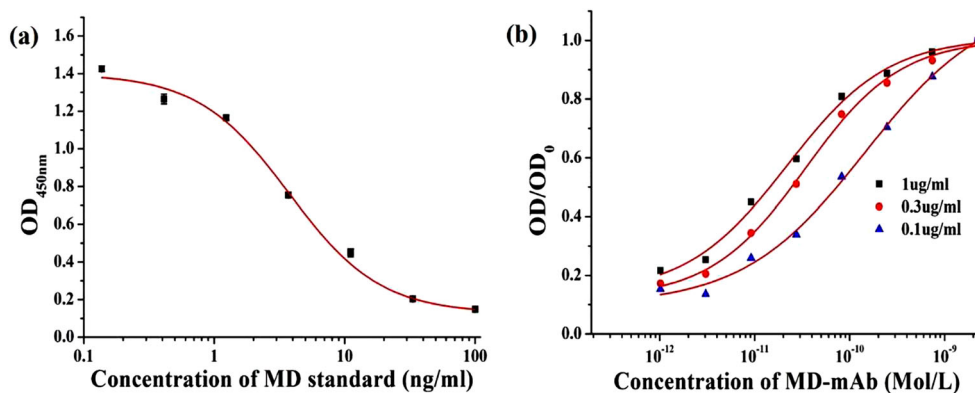 (a)
1.6
1.4
1.2
1.0
0.8
0.6
0.4
0.2
0.0
OD450nm
0.1
1
10
100
Concentration of MD standard (ng/ml)
(b)
1.0
0.8
0.6
0.4
0.2
0.0
OD/OD0
1ug/ml
0.3ug/ml
0.1ug/ml
10-12
10-11
10-10
10-9
Concentration of MD-mAb (Mol/L)